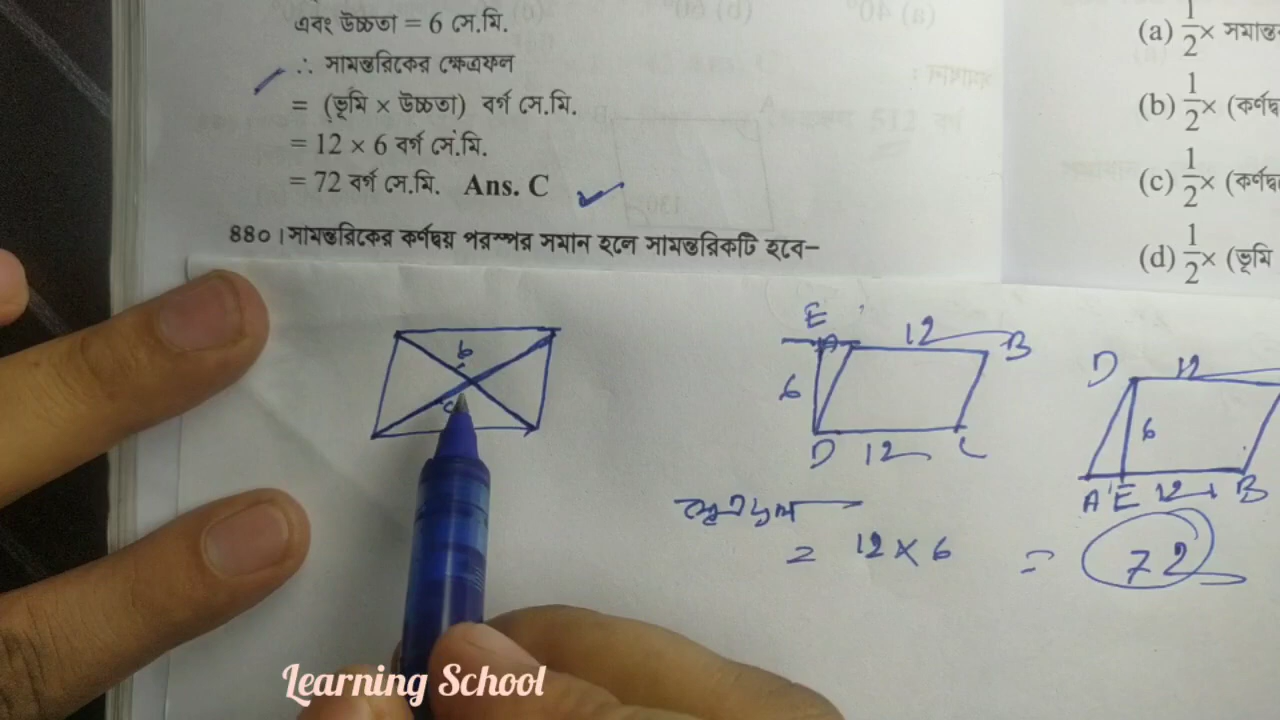 এবং উচ্চতা = 6 সে.মি.
∴ সামন্তরিকের ক্ষেত্রফল
= (ভূমি × উচ্চতা) বর্গ সে.মি.
= 12 × 6 বর্গ সে.মি.
= 72 বর্গ সে.মি. Ans. C
৪৪০। সামন্তরিকের কর্ণদ্বয় পরস্পর সমান হলে সামন্তরিকটি হবে–
(a) 1/2 × সমান্ত
(b) 1/2 × (কর্ণদ্ব
(c) 1/2 × (কর্ণদ্ব
(d) 1/2 × (ভূমি
E A 12 B
6
D 12 C
D 12
6
A E 12 B
ক্ষেত্রফল
= 12 × 6 = 72
Learning School